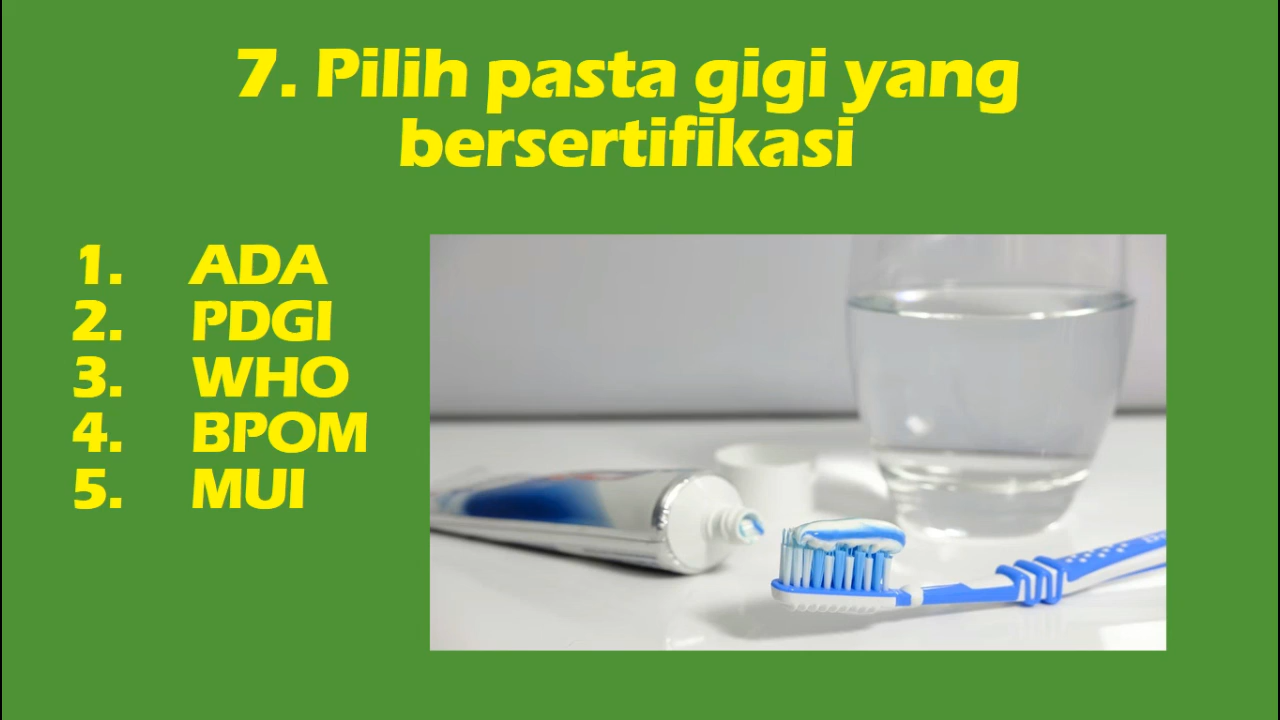 7. Pilih pasta gigi yang
bersertifikasi
1. ADA
2. PDGI
3. WHO
4. BPOM
5. MUI